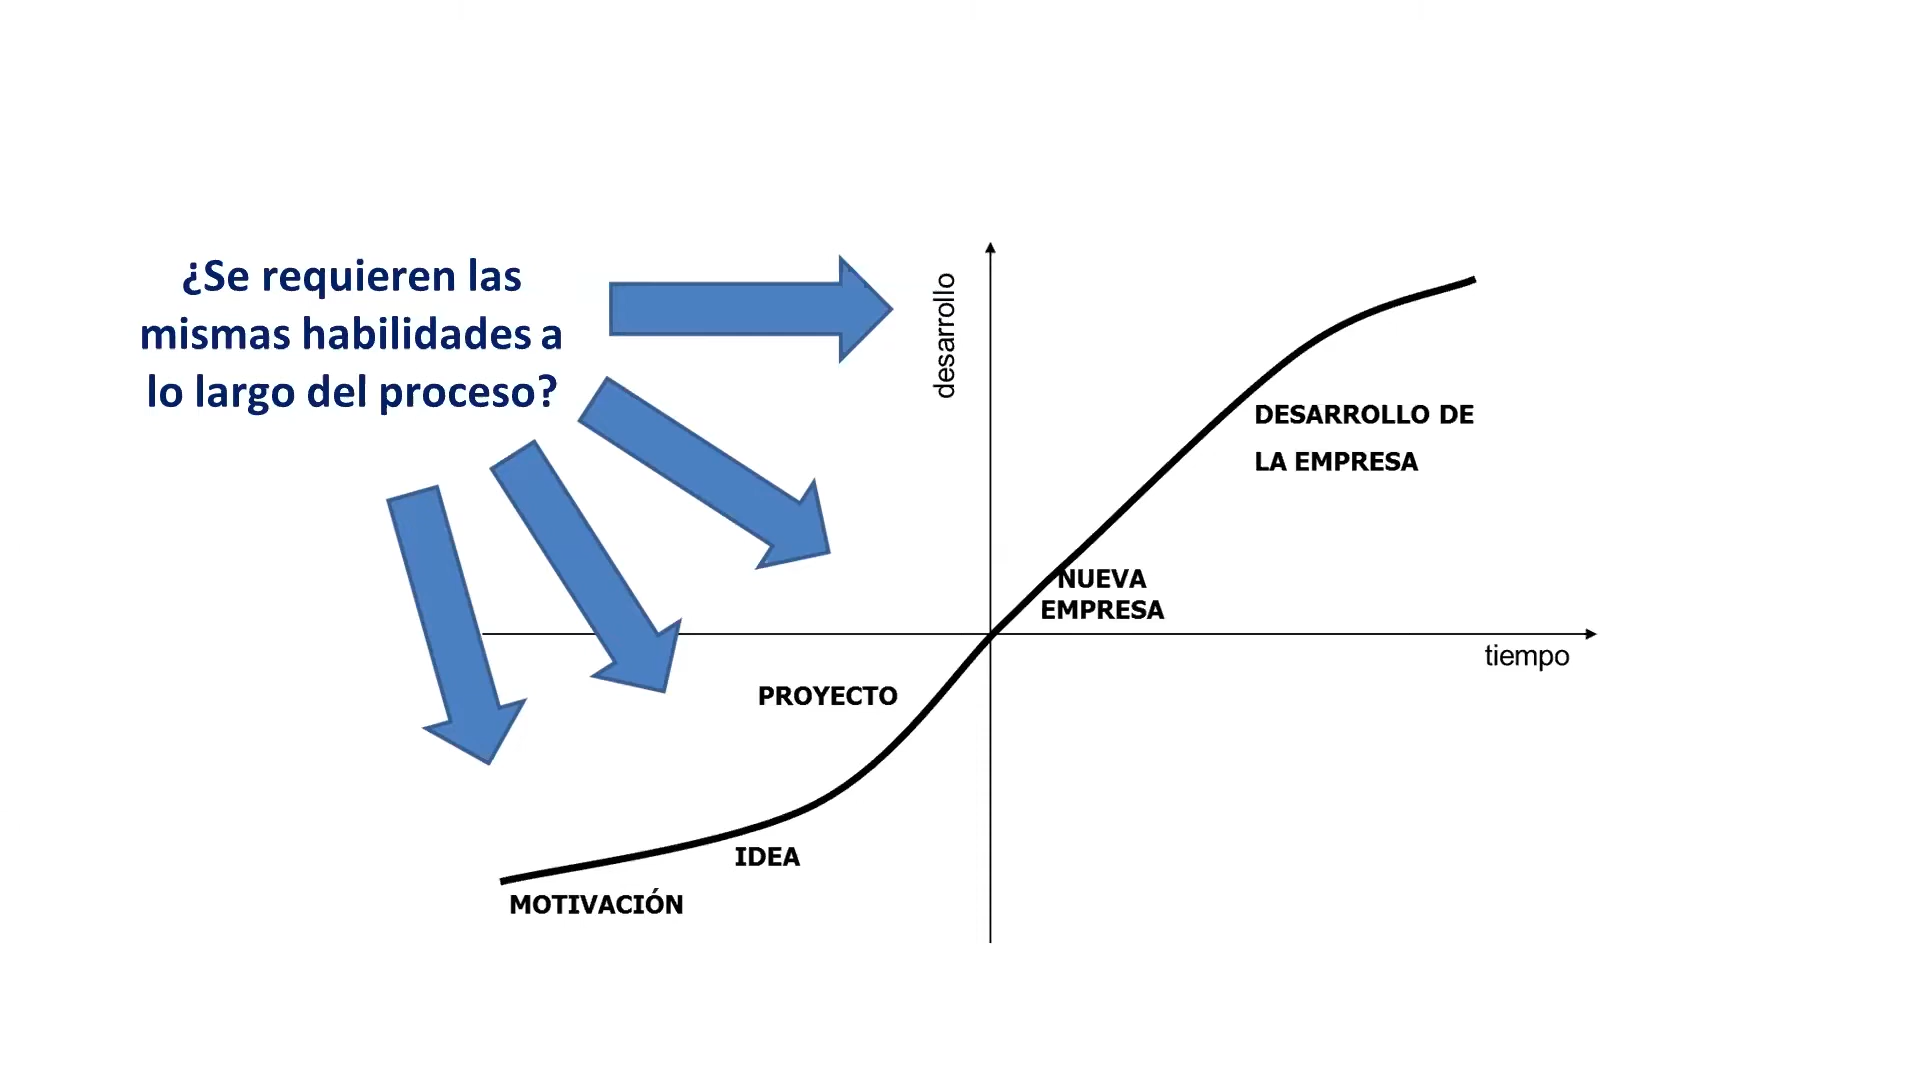 ¿Se requieren las
mismas habilidades a
lo largo del proceso?
desarrollo
DESARROLLO DE
LA EMPRESA
NUEVA
EMPRESA
tiempo
PROYECTO
IDEA
MOTIVACIÓN